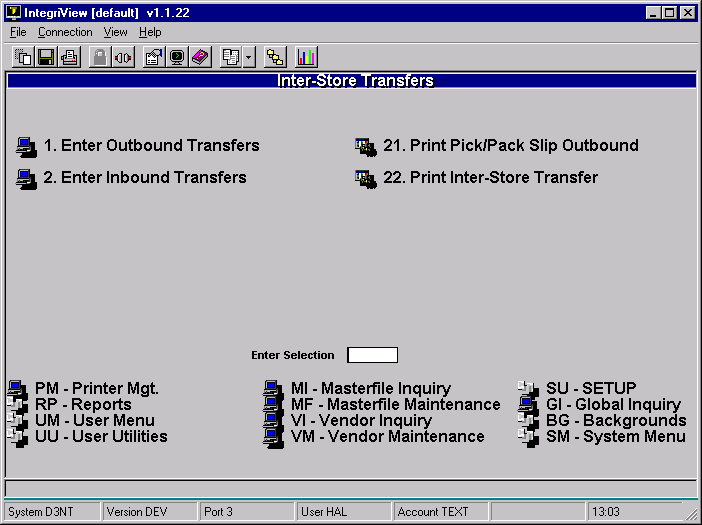 IntegriView [default] v1.1.22
File Connection View Help
Inter-Store Transfers
1. Enter Outbound Transfers 21. Print Pick/Pack Slip Outbound
2. Enter Inbound Transfers 22. Print Inter-Store Transfer
Enter Selection
PM - Printer Mgt. MI - Masterfile Inquiry SU - SETUP
RP - Reports MF - Masterfile Maintenance GI - Global Inquiry
UM - User Menu VI - Vendor Inquiry BG - Backgrounds
UU - User Utilities VM - Vendor Maintenance SM - System Menu
System D3NT Version DEV Port 3 User HAL Account TEXT 13:03